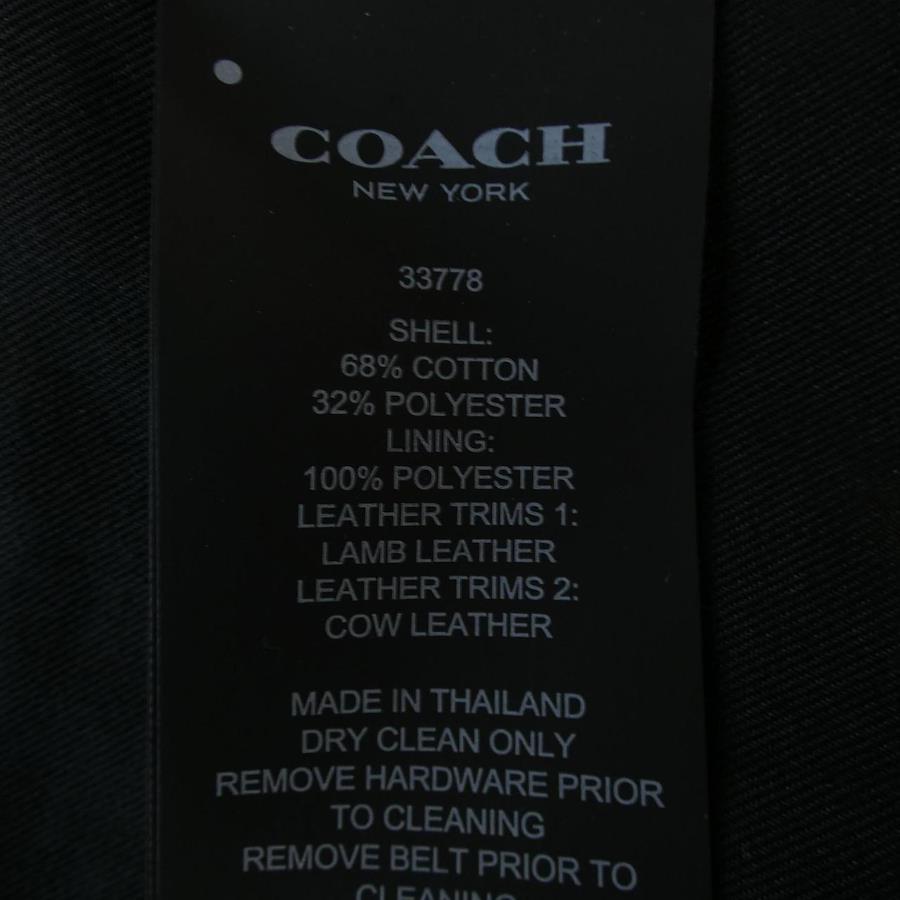 COACH
NEW YORK
33778
SHELL:
68% COTTON
32% POLYESTER
LINING:
100% POLYESTER
LEATHER TRIMS 1:
LAMB LEATHER
LEATHER TRIMS 2:
COW LEATHER
MADE IN THAILAND
DRY CLEAN ONLY
REMOVE HARDWARE PRIOR
TO CLEANING
REMOVE BELT PRIOR TO
CLEANING